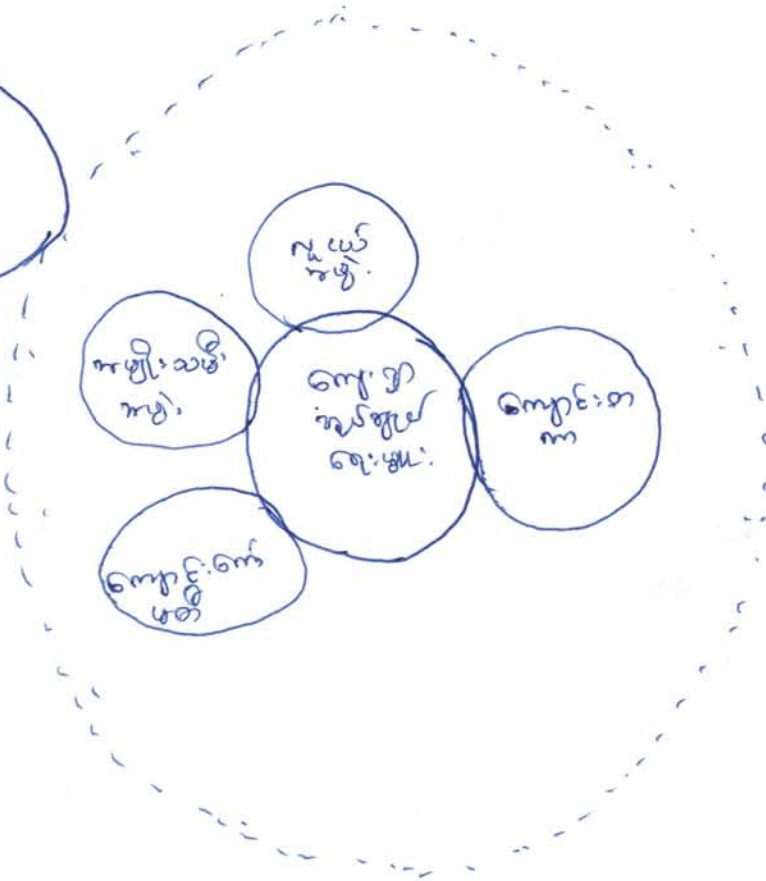 လူငယ်
အဖွဲ့.
အမျိုးသမီး
အဖွဲ့.
ကျေးရွာ
အုပ်ချုပ်
ရေးမှူး
ကျောင်းစာ
ကျောင်းကော်
မတီ